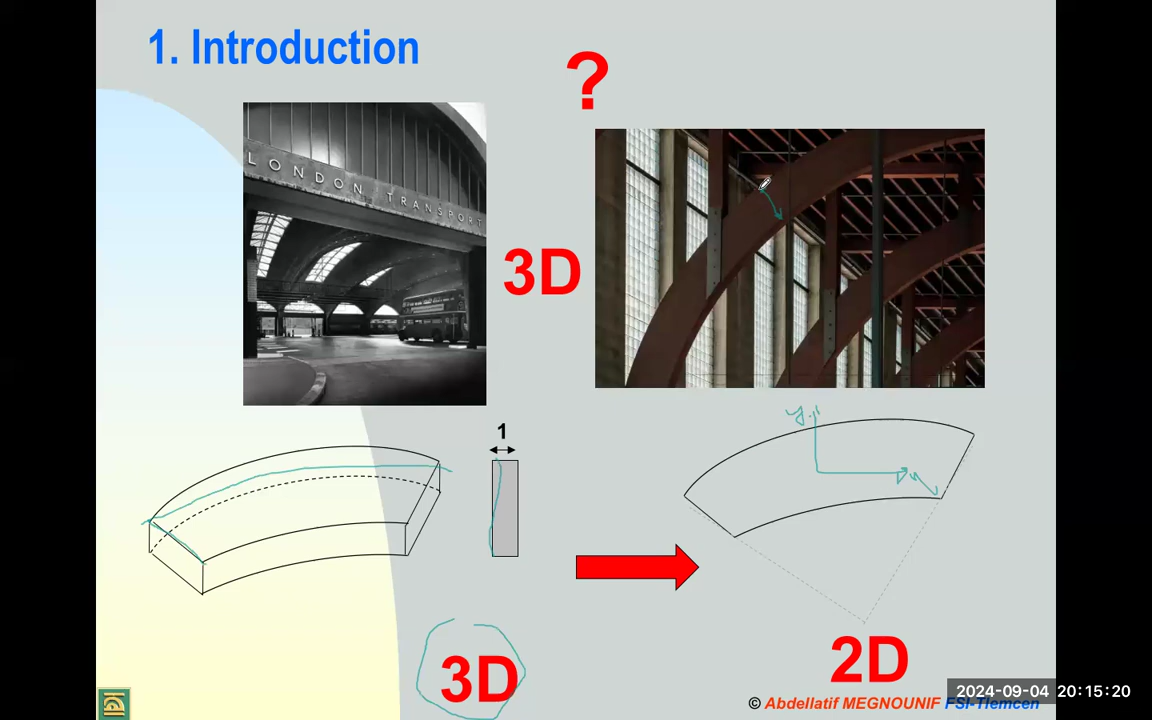 1. Introduction
?
LONDON TRANSPORT
3D
1
y
3D
2D
2024-09-04 20:15:20
© Abdellatif MEGNOUNIF FSI-Tlemcen